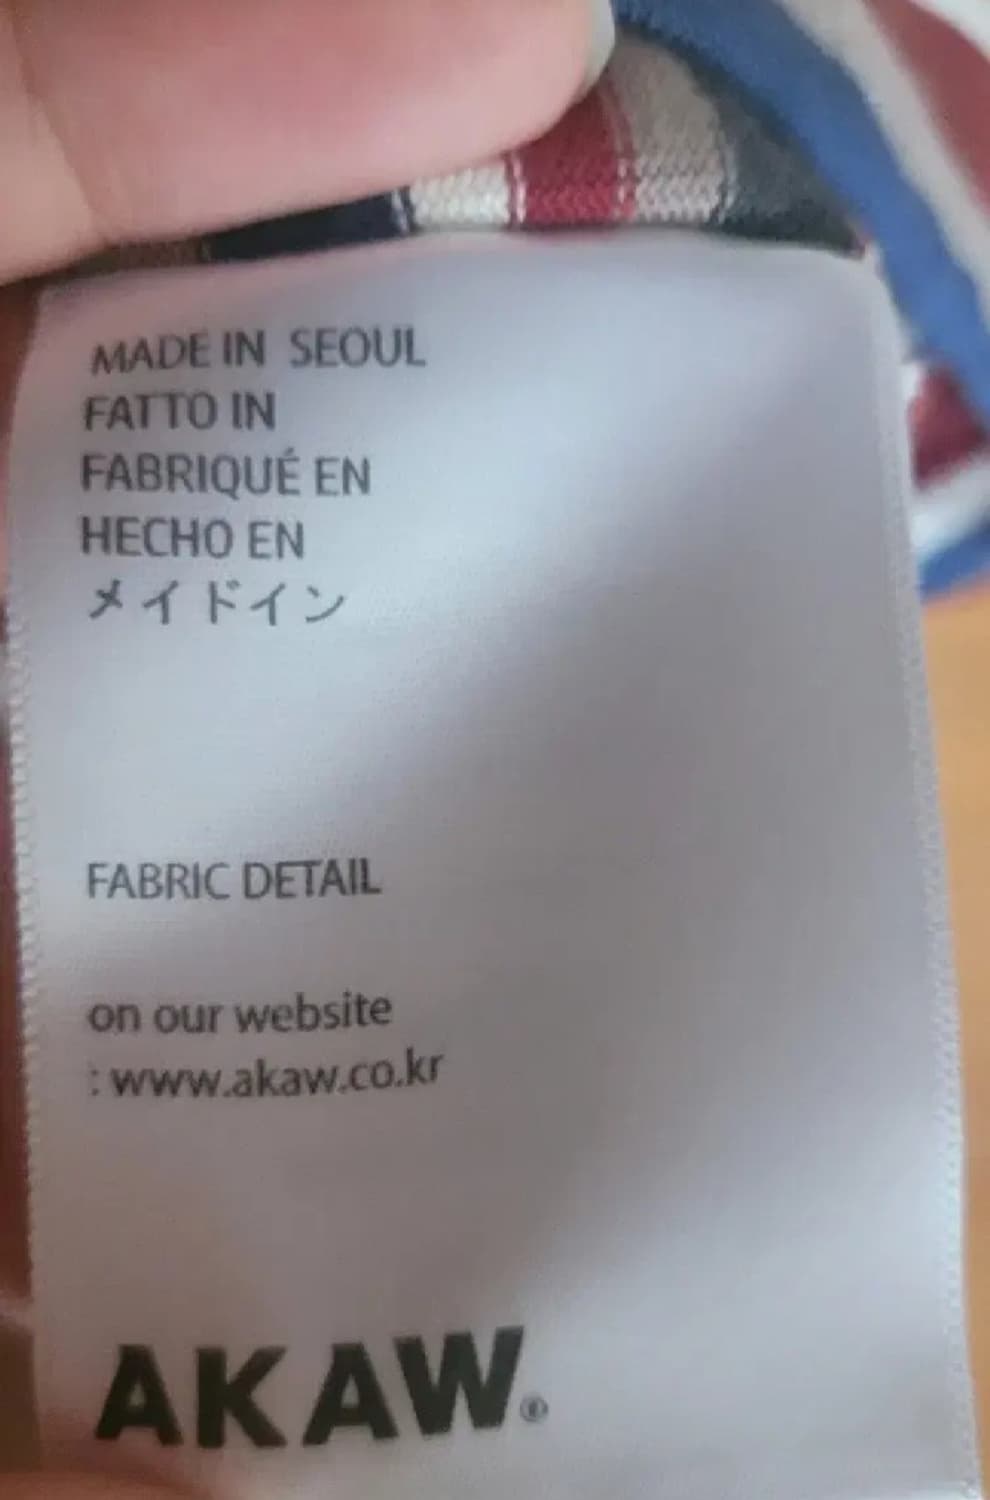 MADE IN SEOUL
FATTO IN
FABRIQUÉ EN
HECHO EN
メイドイン
FABRIC DETAIL
on our website
: www.akaw.co.kr
AKAW®